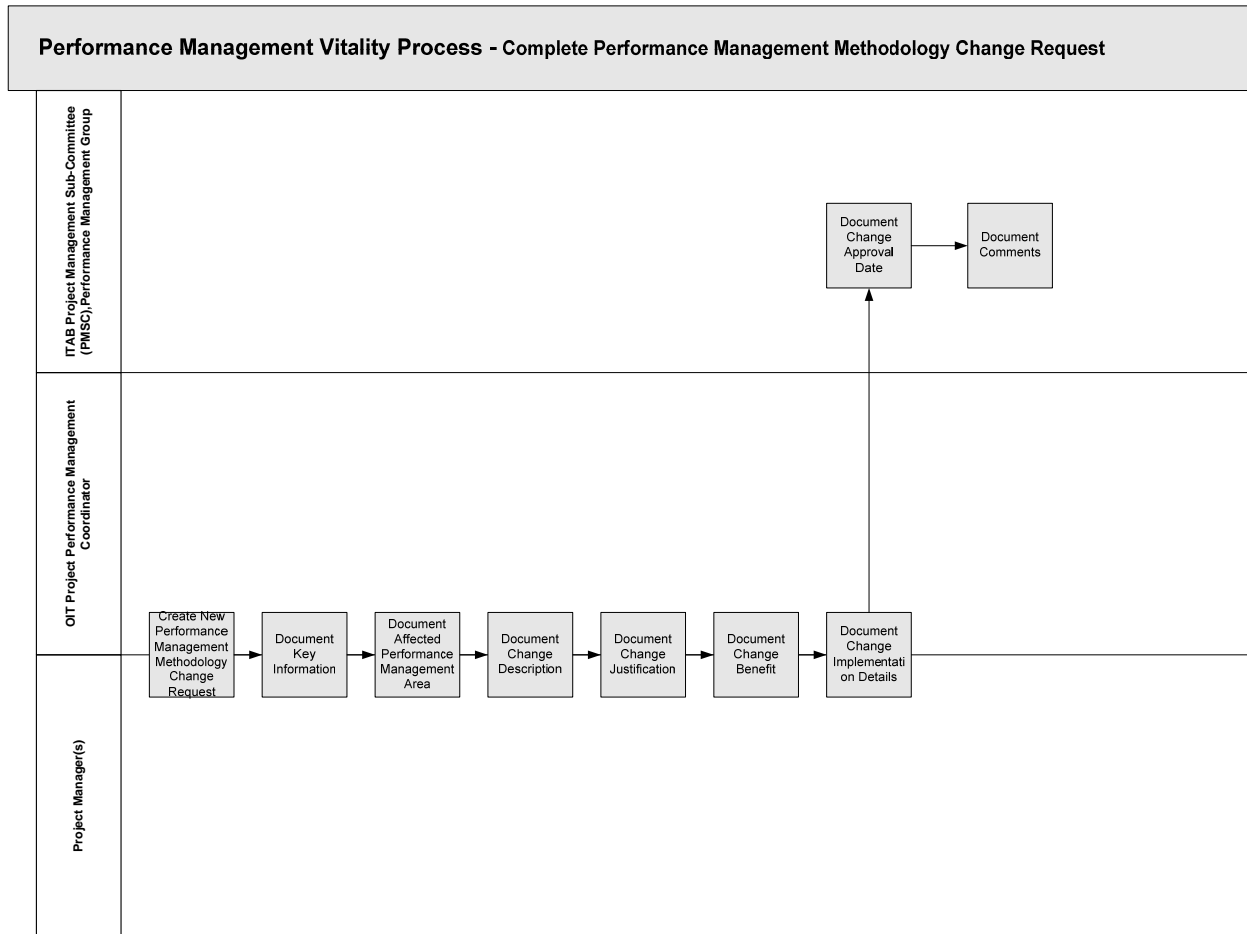 Performance Management Vitality Process - Complete Performance Management Methodology Change Request
ITAB Project Management Sub-Committee
(PMSC),Performance Management Group
Document
Change
Approval
Date
Document
Comments
OIT Project Performance Management
Coordinator
Create New
Performance
Management
Methodology
Change
Request
Document
Key
Information
Document
Affected
Performance
Management
Area
Document
Change
Description
Document
Change
Justification
Document
Change
Benefit
Document
Change
Implementati
on Details
Project Manager(s)